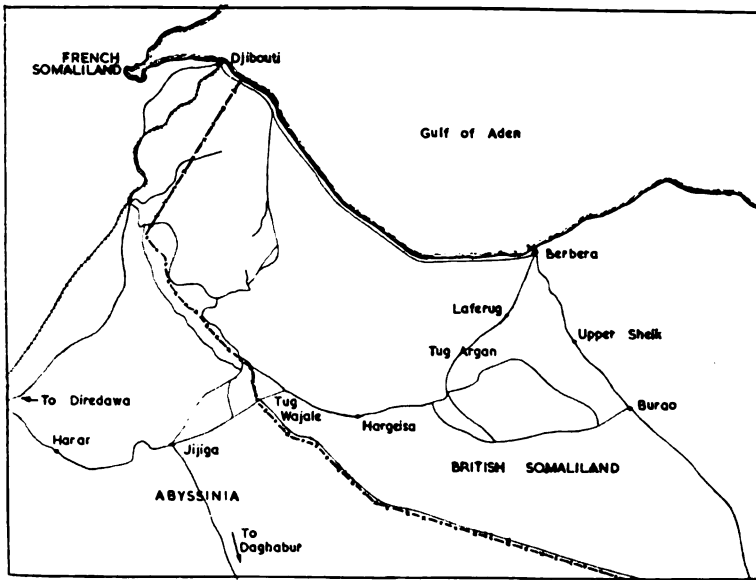 FRENCH
SOMALILAND
Djibouti
Gulf of Aden
Berbera
Laferug
Upper Sheik
Tug Argan
To Diredawa
Tug
Wajale
Burao
Hargeisa
Harar
Jijiga
BRITISH SOMALILAND
ABYSSINIA
To
Daghabur